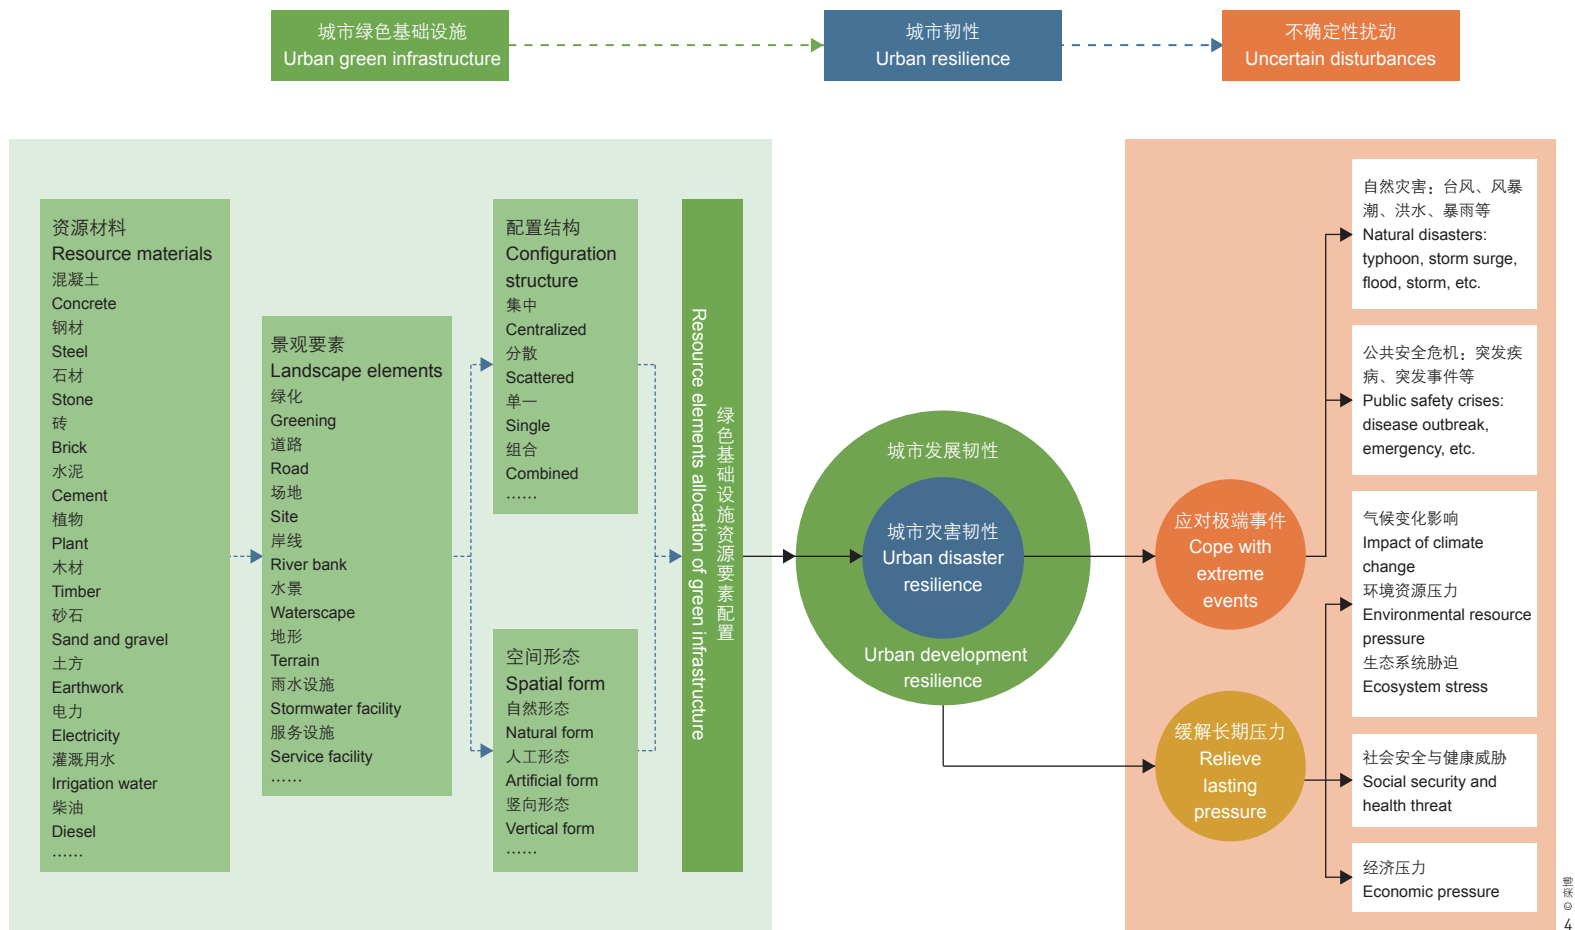 城市绿色基础设施
Urban green infrastructure
城市韧性
Urban resilience
不确定性扰动
Uncertain disturbances
资源材料
Resource materials
混凝土
Concrete
钢材
Steel
石材
Stone
砖
Brick
水泥
Cement
植物
Plant
木材
Timber
砂石
Sand and gravel
土方
Earthwork
电力
Electricity
灌溉用水
Irrigation water
柴油
Diesel
……
景观要素
Landscape elements
绿化
Greening
道路
Road
场地
Site
岸线
River bank
水景
Waterscape
地形
Terrain
雨水设施
Stormwater facility
服务设施
Service facility
……
配置结构
Configuration
structure
集中
Centralized
分散
Scattered
单一
Single
组合
Combined
……
空间形态
Spatial form
自然形态
Natural form
人工形态
Artificial form
竖向形态
Vertical form
……
绿色基础设施资源要素配置
Resource elements allocation of green infrastructure
城市发展韧性
城市灾害韧性
Urban disaster
resilience
Urban development
resilience
应对极端事件
Cope with
extreme
events
缓解长期压力
Relieve
lasting
pressure
自然灾害：台风、风暴
潮、洪水、暴雨等
Natural disasters:
typhoon, storm surge,
flood, storm, etc.
公共安全危机：突发疾
病、突发事件等
Public safety crises:
disease outbreak,
emergency, etc.
气候变化影响
Impact of climate
change
环境资源压力
Environmental resource
pressure
生态系统胁迫
Ecosystem stress
社会安全与健康威胁
Social security and
health threat
经济压力
Economic pressure
© 栾博
4